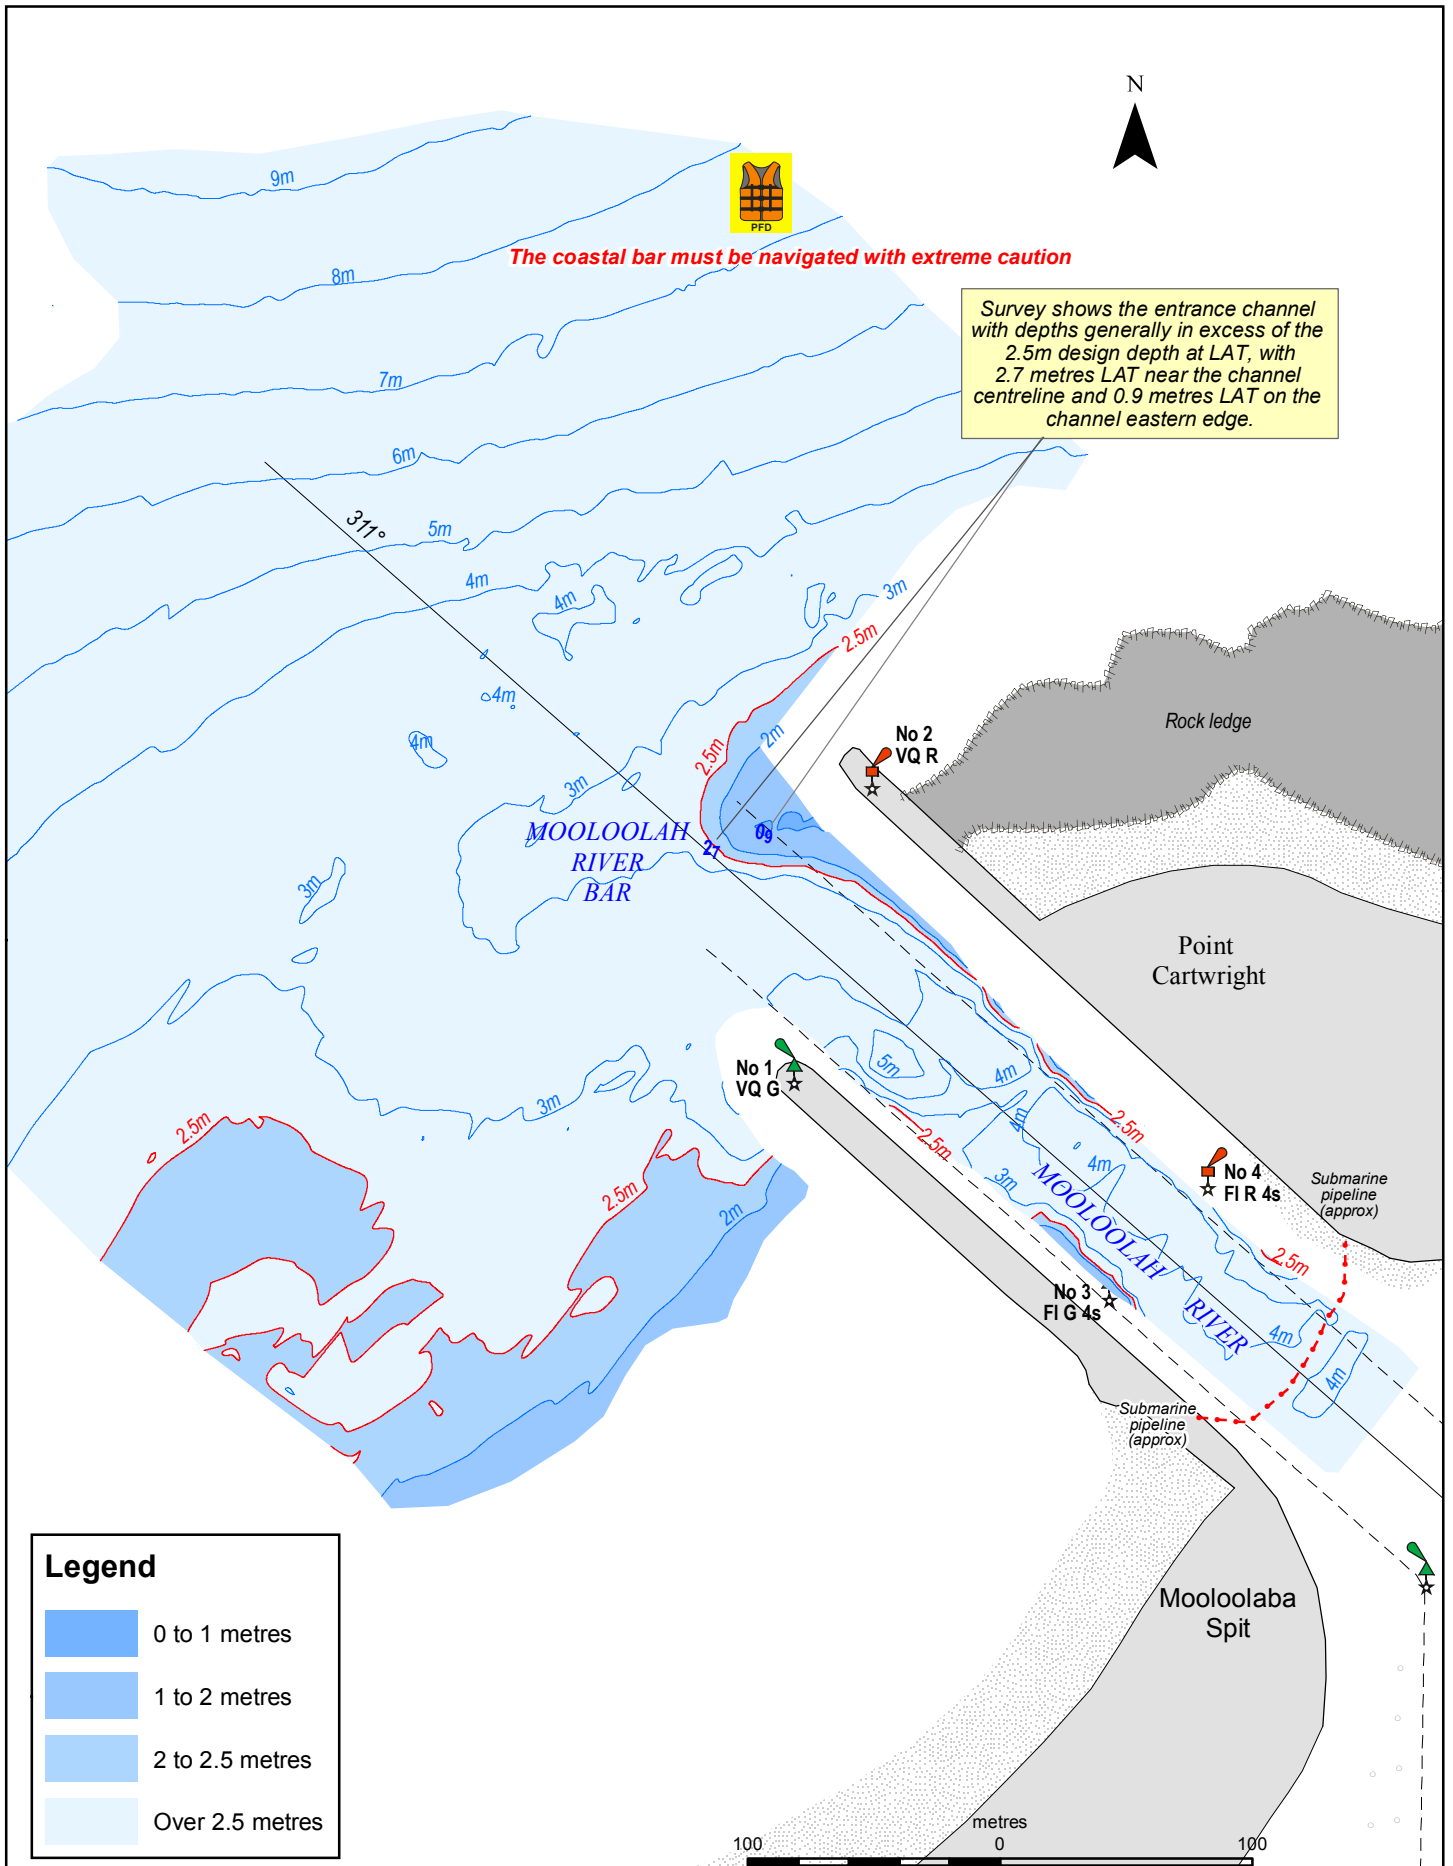 N
9m
PFD
The coastal bar must be navigated with extreme caution
8m
Survey shows the entrance channel
with depths generally in excess of the
2.5m design depth at LAT, with
2.7 metres LAT near the channel
centreline and 0.9 metres LAT on the
channel eastern edge.
7m
6m
311°
5m
4m
4m
3m
2.5m
4m
4m
2m
2.5m
Rock ledge
No 2
VQ R
3m
MOOLOOLAH
RIVER
BAR
2₇
0₉
3m
Point
Cartwright
5m
4m
No 1
VQ G
3m
2.5m
4m
2.5m
2.5m
4m
3m
MOOLOOLAH
RIVER
2.5m
2m
No 4
Fl R 4s
Submarine
pipeline
(approx)
2.5m
No 3
Fl G 4s
4m
4m
Submarine
pipeline
(approx)
Mooloolaba
Spit
Legend
0 to 1 metres
1 to 2 metres
2 to 2.5 metres
Over 2.5 metres
metres
100 0 100